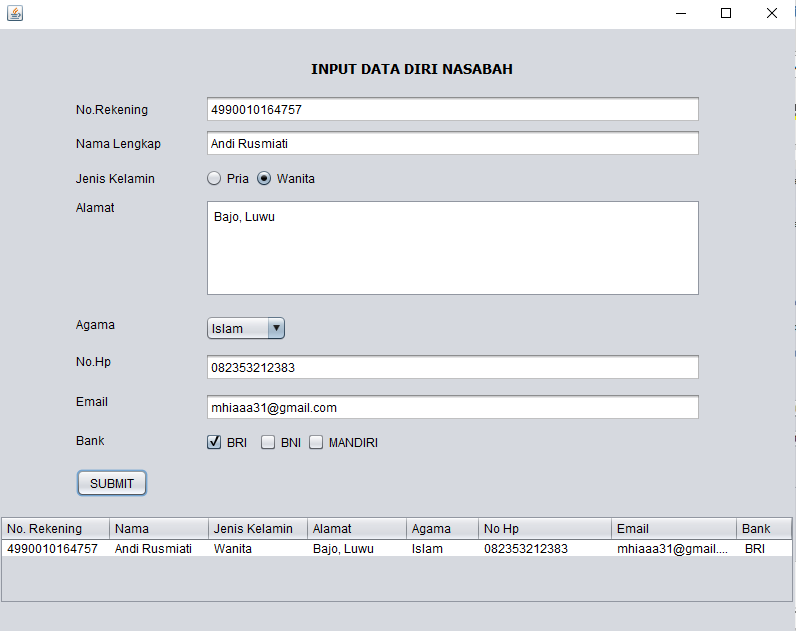 INPUT DATA DIRI NASABAH
No.Rekening 4990010164757
Nama Lengkap Andi Rusmiati
Jenis Kelamin Pria Wanita
Alamat Bajo, Luwu
Agama Islam
No.Hp 082353212383
Email mhiaaa31@gmail.com
Bank BRI BNI MANDIRI
SUBMIT
No. Rekening Nama Jenis Kelamin Alamat Agama No Hp Email Bank
4990010164757 Andi Rusmiati Wanita Bajo, Luwu Islam 082353212383 mhiaaa31@gmail.... BRI